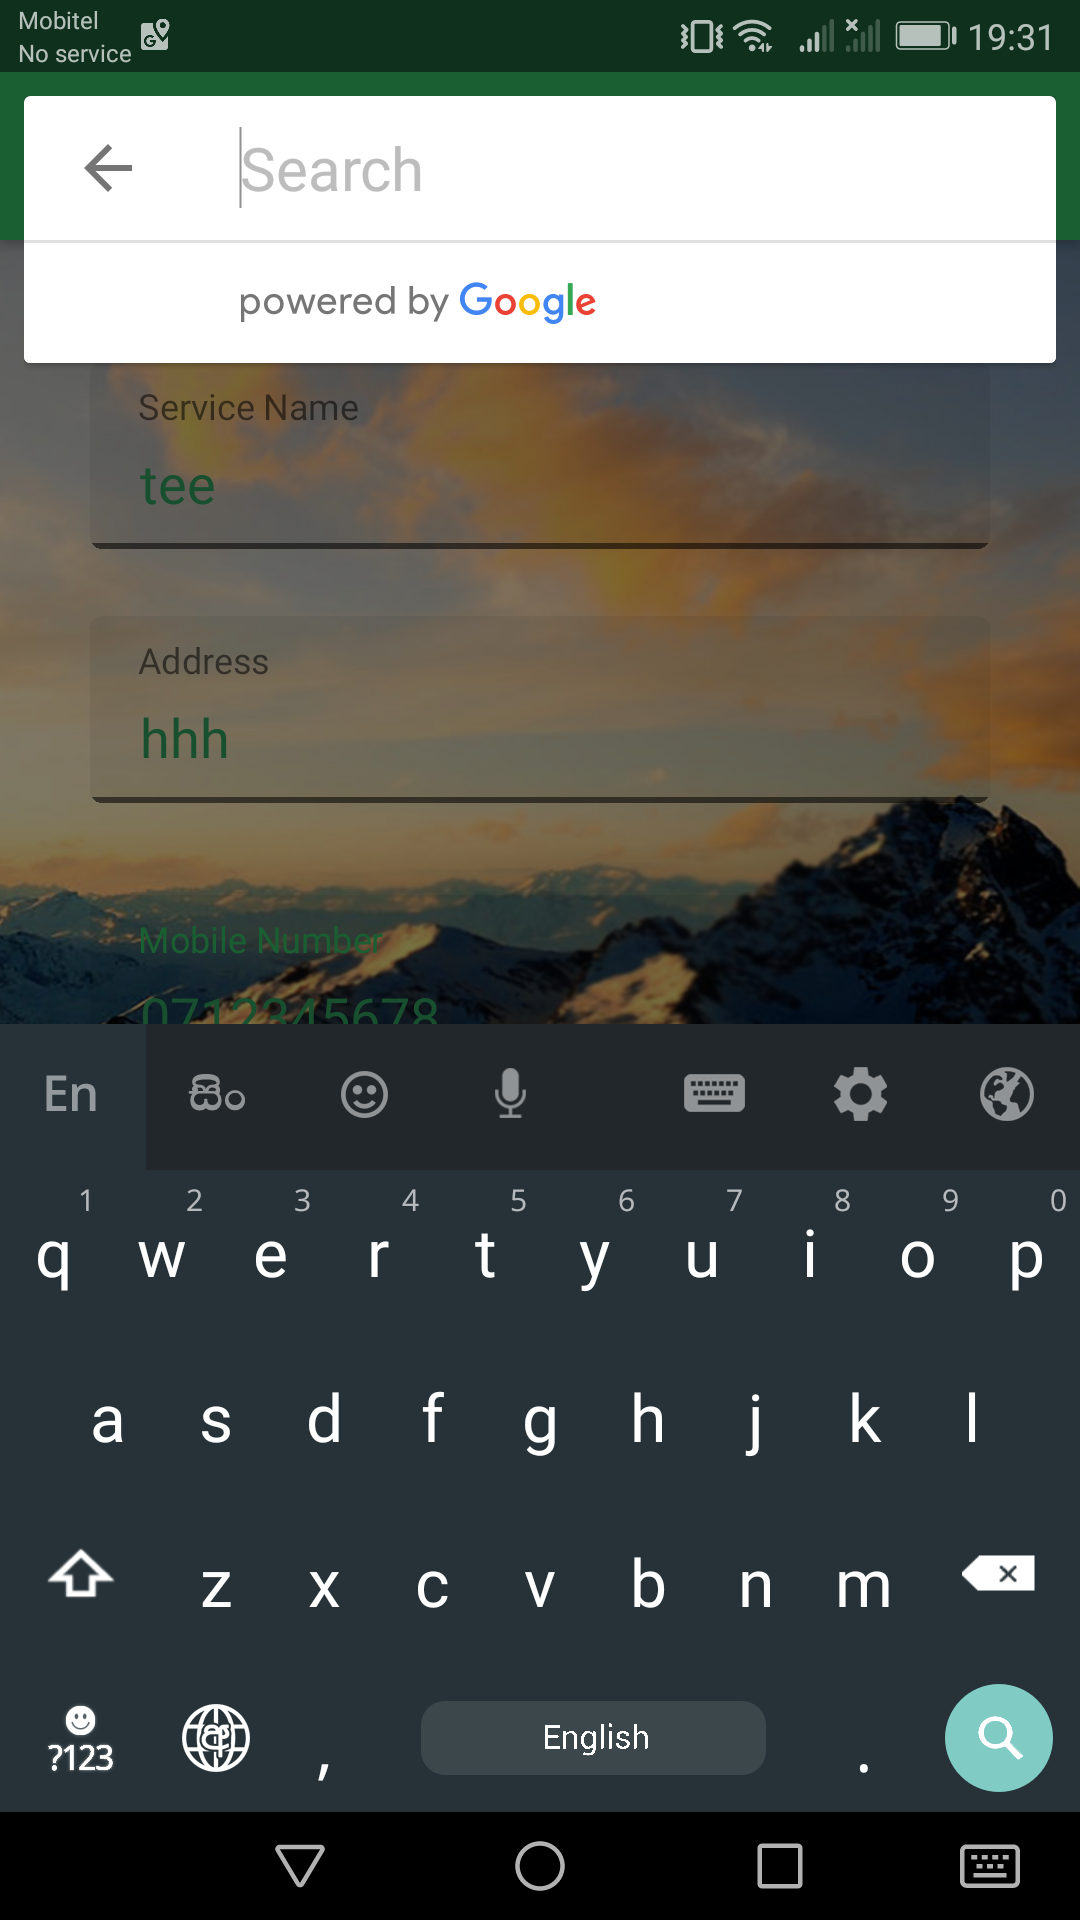 Mobitel
No service
19:31
Search
powered by Google
Service Name
tee
Address
hhh
Mobile Number
0712345678
En සිං
1 2 3 4 5 6 7 8 9 0
q w e r t y u i o p
a s d f g h j k l
z x c v b n m
?123 අ , English .